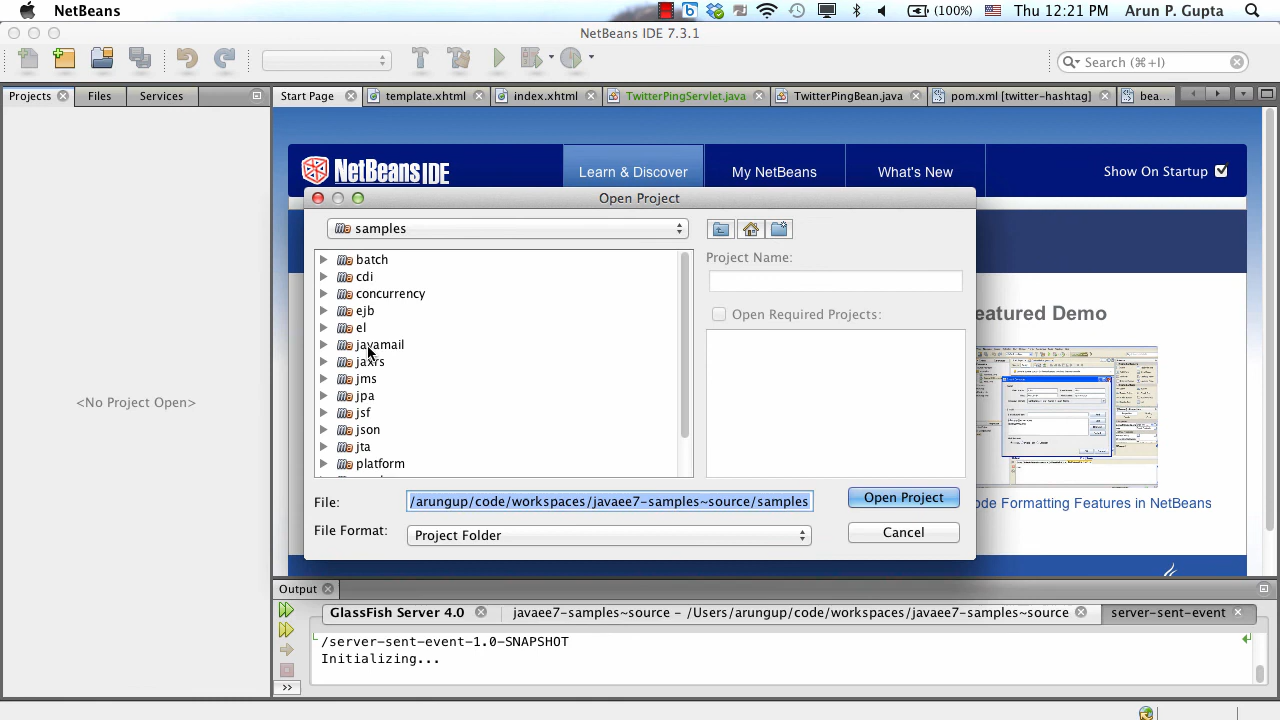 NetBeans (100%) Thu 12:21 PM Arun P. Gupta
NetBeans IDE 7.3.1
Search (⌘+I)
Projects Files Services Start Page template.xhtml index.xhtml TwitterPingServlet.java TwitterPingBean.java pom.xml [twitter-hashtag] bea...
NetBeans IDE Learn & Discover My NetBeans What's New Show On Startup
Open Project
samples
Project Name:
batch
cdi
concurrency
Open Required Projects:
ejb
eatured Demo
el
javamail
jaxrs
jms
jpa
<No Project Open>
jsf
json
jta
platform
File: /arungup/code/workspaces/javaee7-samples~source/samples Open Project
ode Formatting Features in NetBeans
File Format: Project Folder Cancel
Output
GlassFish Server 4.0 javaee7-samples~source - /Users/arungup/code/workspaces/javaee7-samples~source server-sent-event
/server-sent-event-1.0-SNAPSHOT
Initializing...
>>